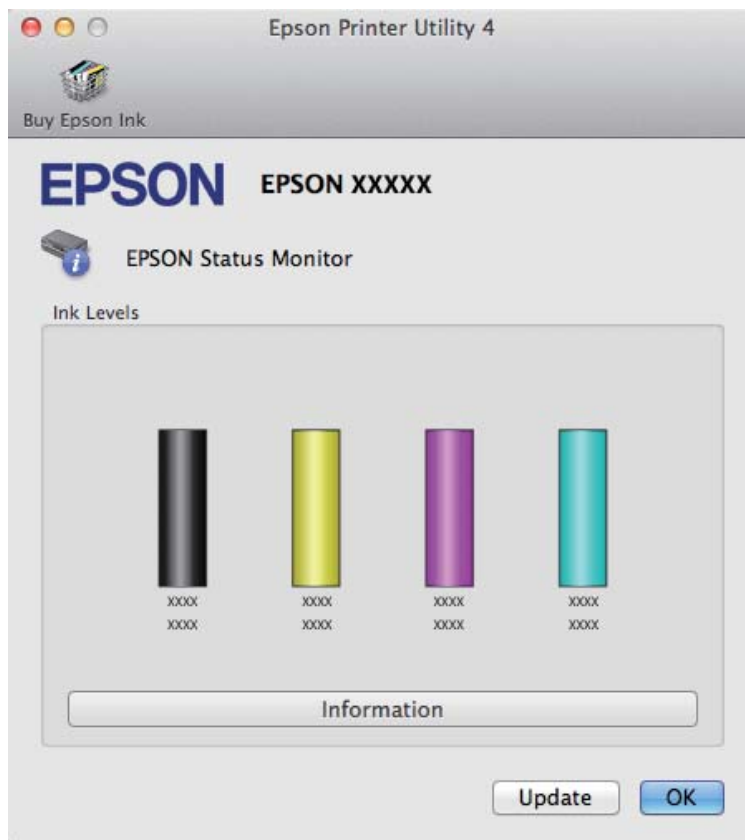 Epson Printer Utility 4
Buy Epson Ink
EPSON EPSON XXXXX
EPSON Status Monitor
Ink Levels
XXXX XXXX XXXX XXXX
XXXX XXXX XXXX XXXX
Information
Update OK